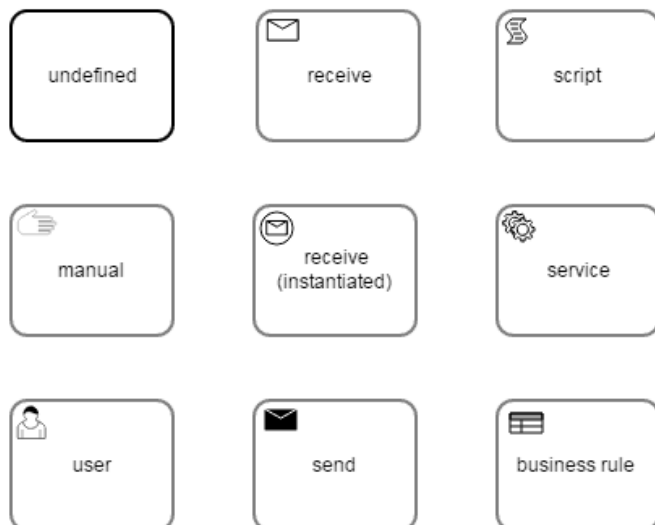 undefined
receive
script
manual
receive
(instantiated)
service
user
send
business rule